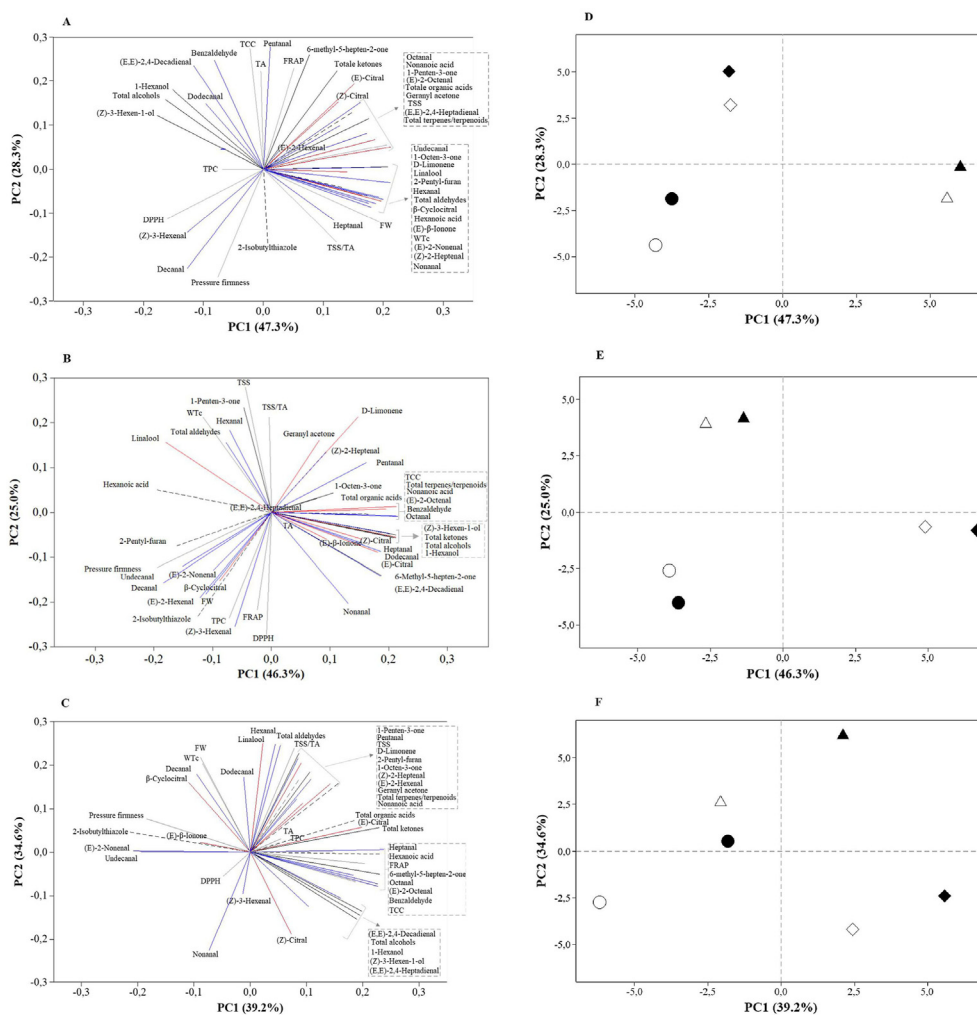 A
0,3
0,2
0,1
0,0
-0,1
-0,2
-0,3
PC2 (28.3%)
-0,3
-0,2
-0,1
0,0
0,1
0,2
0,3
PC1 (47.3%)
TCC
Pentanal
Benzaldehyde
TA
FRAP
6-methyl-5-hepten-2-one
(E,E)-2,4-Decadienal
Totale ketones
(E)-Citral
1-Hexanol
Total alcohols
Dodecanal
(Z)-Citral
(Z)-3-Hexen-1-ol
(E)-2-Hexenal
TPC
DPPH
(Z)-3-Hexenal
2-Isobutylthiazole
Heptanal
FW
TSS/TA
Decanal
Pressure firmness
Octanal
Nonanoic acid
1-Penten-3-one
(E)-2-Octenal
Totale organic acids
Geranyl acetone
TSS
(E,E)-2,4-Heptadienal
Total terpenes/terpenoids
Undecanal
1-Octen-3-one
D-Limonene
Linalool
2-Pentyl-furan
Hexanal
Total aldehydes
β-Cyclocitral
Hexanoic acid
(E)-β-Ionone
WTc
(E)-2-Nonenal
(Z)-2-Heptenal
Nonanal
D
5,0
2,5
0,0
-2,5
-5,0
PC2 (28.3%)
-5,0
-2,5
0,0
2,5
5,0
PC1 (47.3%)
B
0,3
0,2
0,1
0,0
0,1
0,2
-0,3
PC2 (25.0%)
-0,3
-0,2
-0,1
0,0
0,1
0,2
0,3
PC1 (46.3%)
TSS
1-Penten-3-one
WTc
TSS/TA
D-Limonene
Hexanal
Total aldehydes
Linalool
Geranyl acetone
(Z)-2-Heptenal
Pentanal
Hexanoic acid
1-Octen-3-one
Total organic acids
(E,E)-2,4-Heptadienal
TA
2-Pentyl-furan
(E)-β-Ionone
(Z)-Citral
Heptanal
Dodecanal
(E)-Citral
Pressure firmness
Undecanal
(E)-2-Nonenal
Decanal
β-Cyclocitral
6-Methyl-5-hepten-2-one
(E)-2-Hexenal
FW
(E,E)-2,4-Decadienal
2-Isobutylthiazole
TPC
FRAP
Nonanal
(Z)-3-Hexenal
DPPH
TCC
Total terpenes/terpenoids
Nonanoic acid
(E)-2-Octenal
Benzaldehyde
Octanal
(Z)-3-Hexen-1-ol
Total ketones
Total alcohols
1-Hexanol
E
5,0
2,5
0,0
-2,5
-5,0
PC2 (25.0%)
-5,0
-2,5
0,0
2,5
5,0
PC1 (46.3%)
C
0,3
0,2
0,1
0,0
-0,1
-0,2
-0,3
PC2 (34.6%)
-0,3
-0,2
-0,1
0,0
0,1
0,2
0,3
PC1 (39.2%)
Hexanal
Linalool
Total aldehydes
TSS/TA
FW
WTc
Decanal
Dodecanal
β-Cyclocitral
Pressure firmness
2-Isobutylthiazole
(E)-β-Ionone
TA
TPC
Total organic acids
(E)-Citral
Total ketones
(E)-2-Nonenal
Undecanal
DPPH
(Z)-3-Hexenal
(Z)-Citral
Nonanal
1-Penten-3-one
Pentanal
TSS
D-Limonene
2-Pentyl-furan
1-Octen-3-one
(Z)-2-Heptenal
(E)-2-Hexenal
Geranyl acetone
Total terpenes/terpenoids
Nonanoic acid
Heptanal
Hexanoic acid
FRAP
6-methyl-5-hepten-2-one
Octanal
(E)-2-Octenal
Benzaldehyde
TCC
(E,E)-2,4-Decadienal
Total alcohols
1-Hexanol
(Z)-3-Hexen-1-ol
(E,E)-2,4-Heptadienal
F
5,0
2,5
0,0
-2,5
-5,0
PC2 (34.6%)
-5,0
-2,5
0,0
2,5
5,0
PC1 (39.2%)